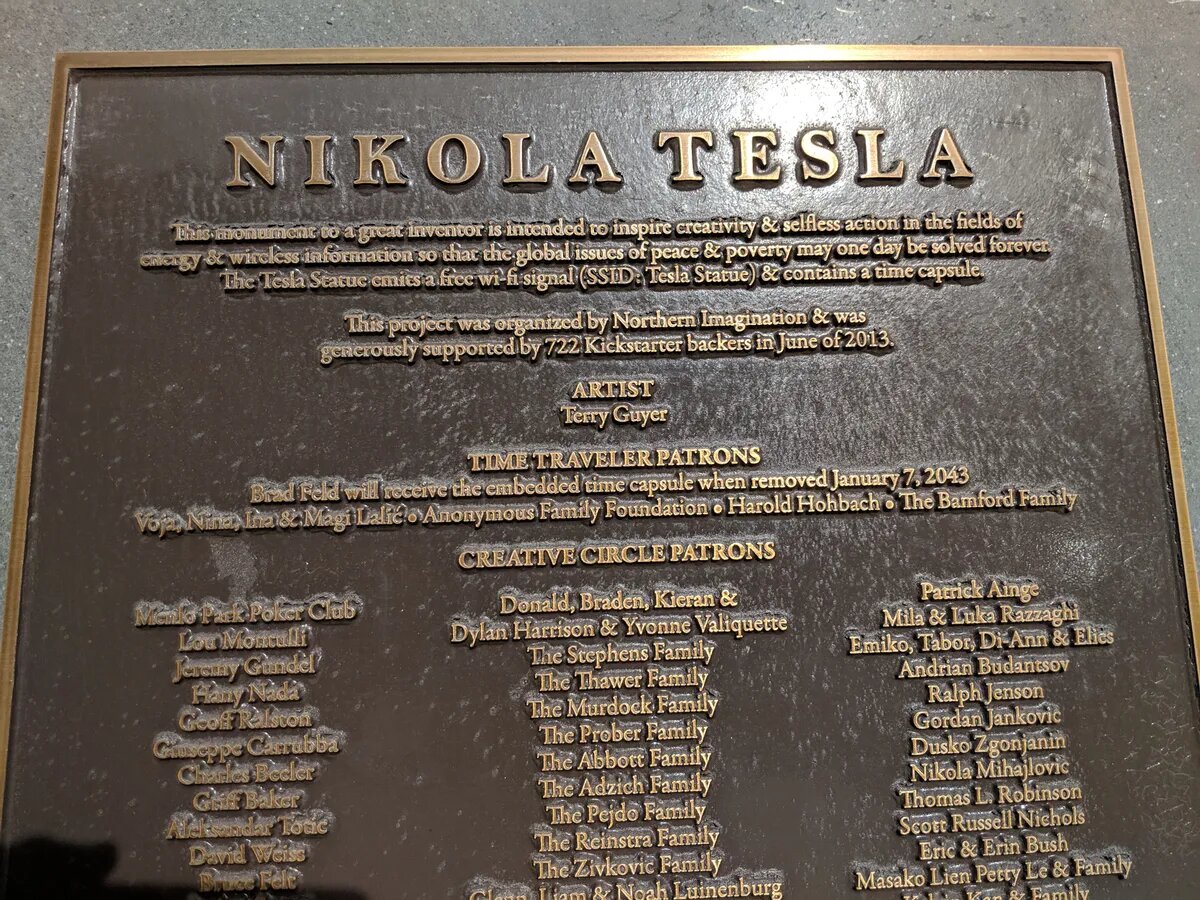 NIKOLA TESLA
This monument to a great inventor is intended to inspire creativity & selfless action in the fields of
energy & wireless information so that the global issues of peace & poverty may one day be solved forever.
The Tesla Statue emits a free wi-fi signal (SSID: Tesla Statue) & contains a time capsule.
This project was organized by Northern Imagination & was
generously supported by 722 Kickstarter backers in June of 2013.
ARTIST
Terry Guyer
TIME TRAVELER PATRONS
Brad Feld will receive the embedded time capsule when removed January 7, 2043
Voja, Nina, Ina & Magi Lalić • Anonymous Family Foundation • Harold Hohbach • The Bamford Family
CREATIVE CIRCLE PATRONS
Menlo Park Poker Club
Lou Montulli
Jeremy Gundel
Hany Nada
Geoff Ralston
Giuseppe Carrubba
Charles Beeler
Griff Baker
Aleksandar Totic
David Weiss
Bruce Felt
Donald, Braden, Kieran &
Dylan Harrison & Yvonne Valiquette
The Stephens Family
The Thawer Family
The Murdock Family
The Prober Family
The Abbott Family
The Adzich Family
The Pejdo Family
The Reinstra Family
The Zivkovic Family
Glenn, Liam & Noah Luinenburg
Patrick Ainge
Mila & Luka Razzaghi
Emiko, Tabor, Di-Ann & Elies
Andrian Budantsov
Ralph Jenson
Gordan Jankovic
Dusko Zgonjanin
Nikola Mihajlovic
Thomas L. Robinson
Scott Russell Nichols
Eric & Erin Bush
Masako Lien Petty Le & Family
& Family